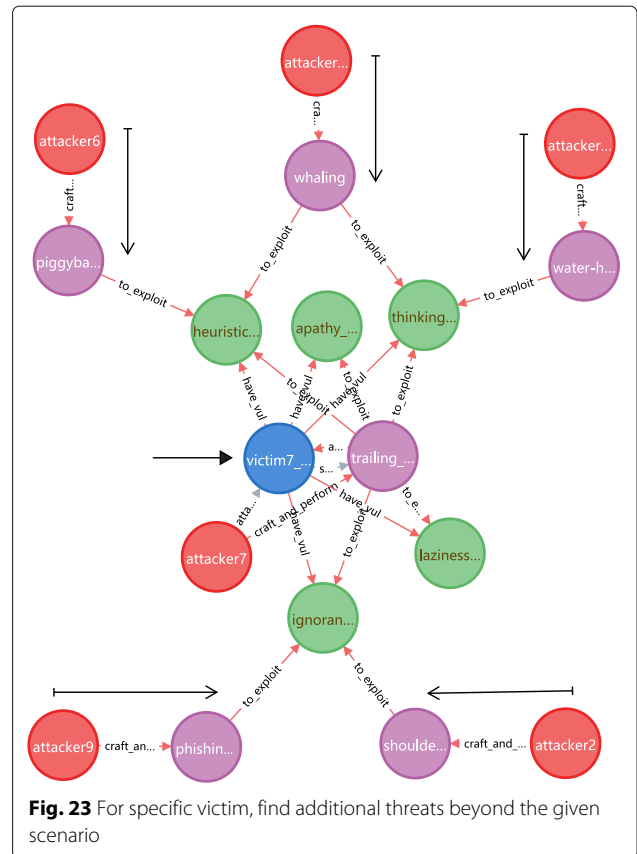 attacker...
cra...
attacker6
attacker...
craft...
whaling
craft...
piggyba...
water-h...
to_exploit
to_exploit
to_exploit
to_exploit
heuristic...
apathy_...
thinking...
have_vul
have_vul
to_exploit
to_exploit
have_vul
to_exploit
victim7_...
a...
s...
trailing_...
atta...
craft_and_perform
have_vul
to_e...
attacker7
have_vul
to_exploit
laziness...
ignoran...
to_exploit
to_exploit
attacker9
craft_an...
phishin...
shoulde...
craft_and_...
attacker2
Fig. 23 For specific victim, find additional threats beyond the given
scenario